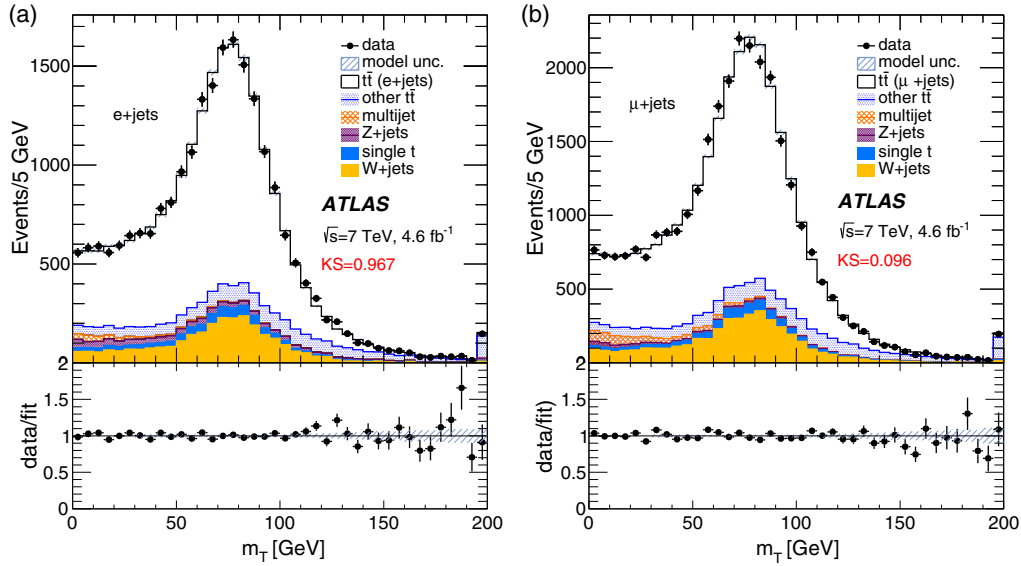 (a)
Events/5 GeV
1500
1000
500
e+jets
data
model unc.
tt̄ (e+jets)
other tt̄
multijet
Z+jets
single t
W+jets
ATLAS
√s=7 TeV, 4.6 fb⁻¹
KS=0.967
data/fit
2
1.5
1
0.5
0
0 50 100 150 200
m_T [GeV]
(b)
Events/5 GeV
2000
1500
1000
500
μ+jets
data
model unc.
tt̄ (μ +jets)
other tt̄
multijet
Z+jets
single t
W+jets
ATLAS
√s=7 TeV, 4.6 fb⁻¹
KS=0.096
data/fit)
2
1.5
1
0.5
0
0 50 100 150 200
m_T [GeV]